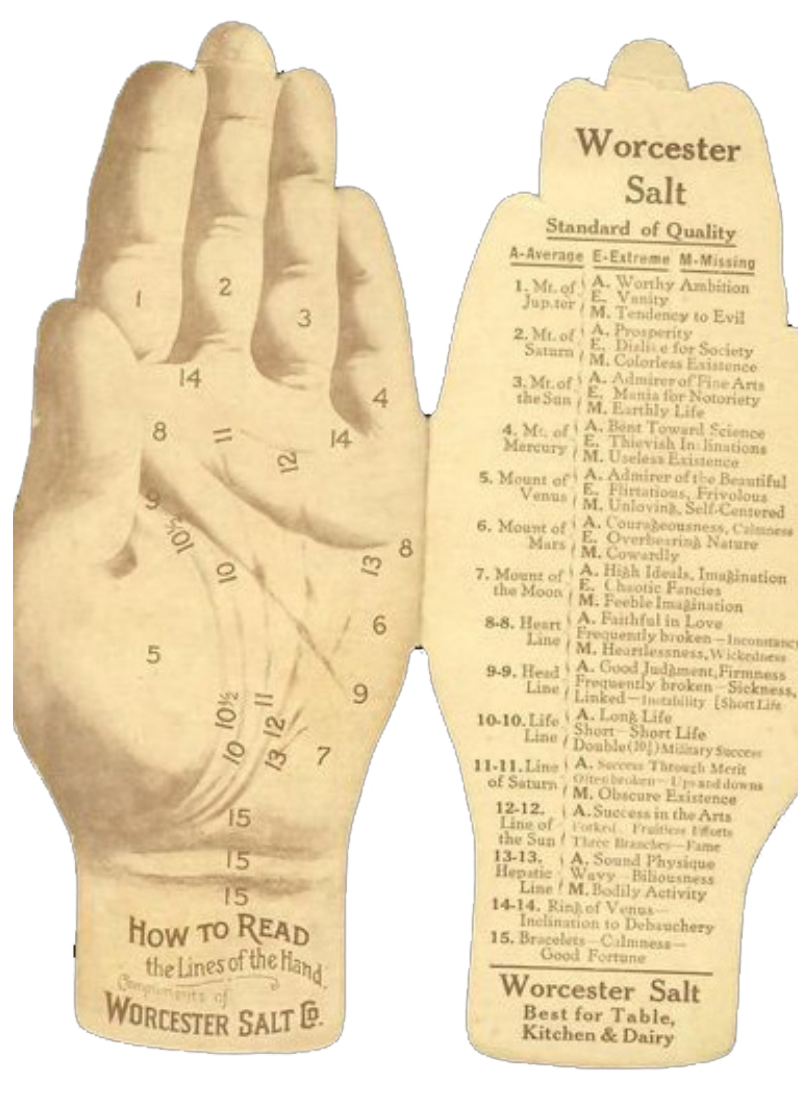 1
2
3
4
14
8
11
12
14
9
10½
10
13
8
6
5
9
10½
11
10
12
13
7
15
15
15
HOW TO READ
the Lines of the Hand.
Compliments of
WORCESTER SALT CO.
Worcester
Salt
Standard of Quality
A-Average E-Extreme M-Missing
1. Mt. of Jupiter
A. Worthy Ambition
E. Vanity
M. Tendency to Evil
2. Mt. of Saturn
A. Prosperity
E. Dislike for Society
M. Colorless Existence
3. Mt. of the Sun
A. Admirer of Fine Arts
E. Mania for Notoriety
M. Earthly Life
4. Mt. of Mercury
A. Bent Toward Science
E. Thievish Inclinations
M. Useless Existence
5. Mount of Venus
A. Admirer of the Beautiful
E. Flirtatious, Frivolous
M. Unloving, Self-Centered
6. Mount of Mars
A. Courageousness, Calmness
E. Overbearing Nature
M. Cowardly
7. Mount of the Moon
A. High Ideals, Imagination
E. Chaotic Fancies
M. Feeble Imagination
8-8. Heart Line
A. Faithful in Love
Frequently broken—Inconstancy
M. Heartlessness, Wickedness
9-9. Head Line
A. Good Judgment, Firmness
Frequently broken—Sickness,
Linked—Instability [Short Life
10-10. Life Line
A. Long Life
Short—Short Life
Double (10½) Military Success
11-11. Line of Saturn
A. Success Through Merit
Often broken—Ups and downs
M. Obscure Existence
12-12. Line of the Sun
A. Success in the Arts
Forked—Fruitless Efforts
Three Branches—Fame
13-13. Hepatic Line
A. Sound Physique
Wavy—Biliousness
M. Bodily Activity
14-14. Ring of Venus—
Inclination to Debauchery
15. Bracelets—Calmness—
Good Fortune
Worcester Salt
Best for Table,
Kitchen & Dairy